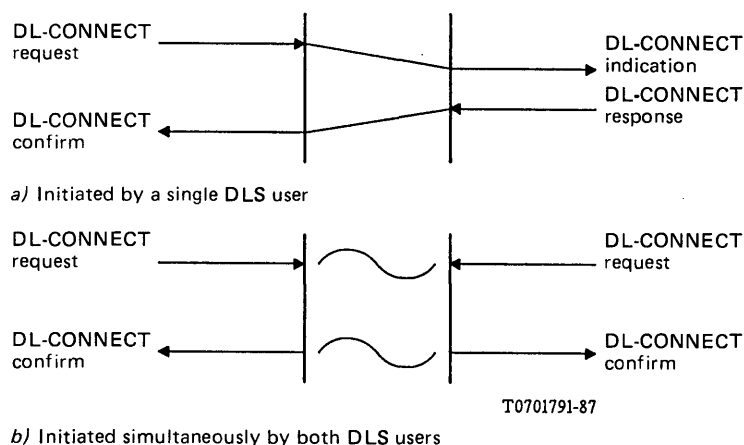 DL-CONNECT
request
DL-CONNECT
indication
DL-CONNECT
response
DL-CONNECT
confirm
a) Initiated by a single DLS user
DL-CONNECT
request
DL-CONNECT
request
DL-CONNECT
confirm
DL-CONNECT
confirm
T0701791-87
b) Initiated simultaneously by both DLS users